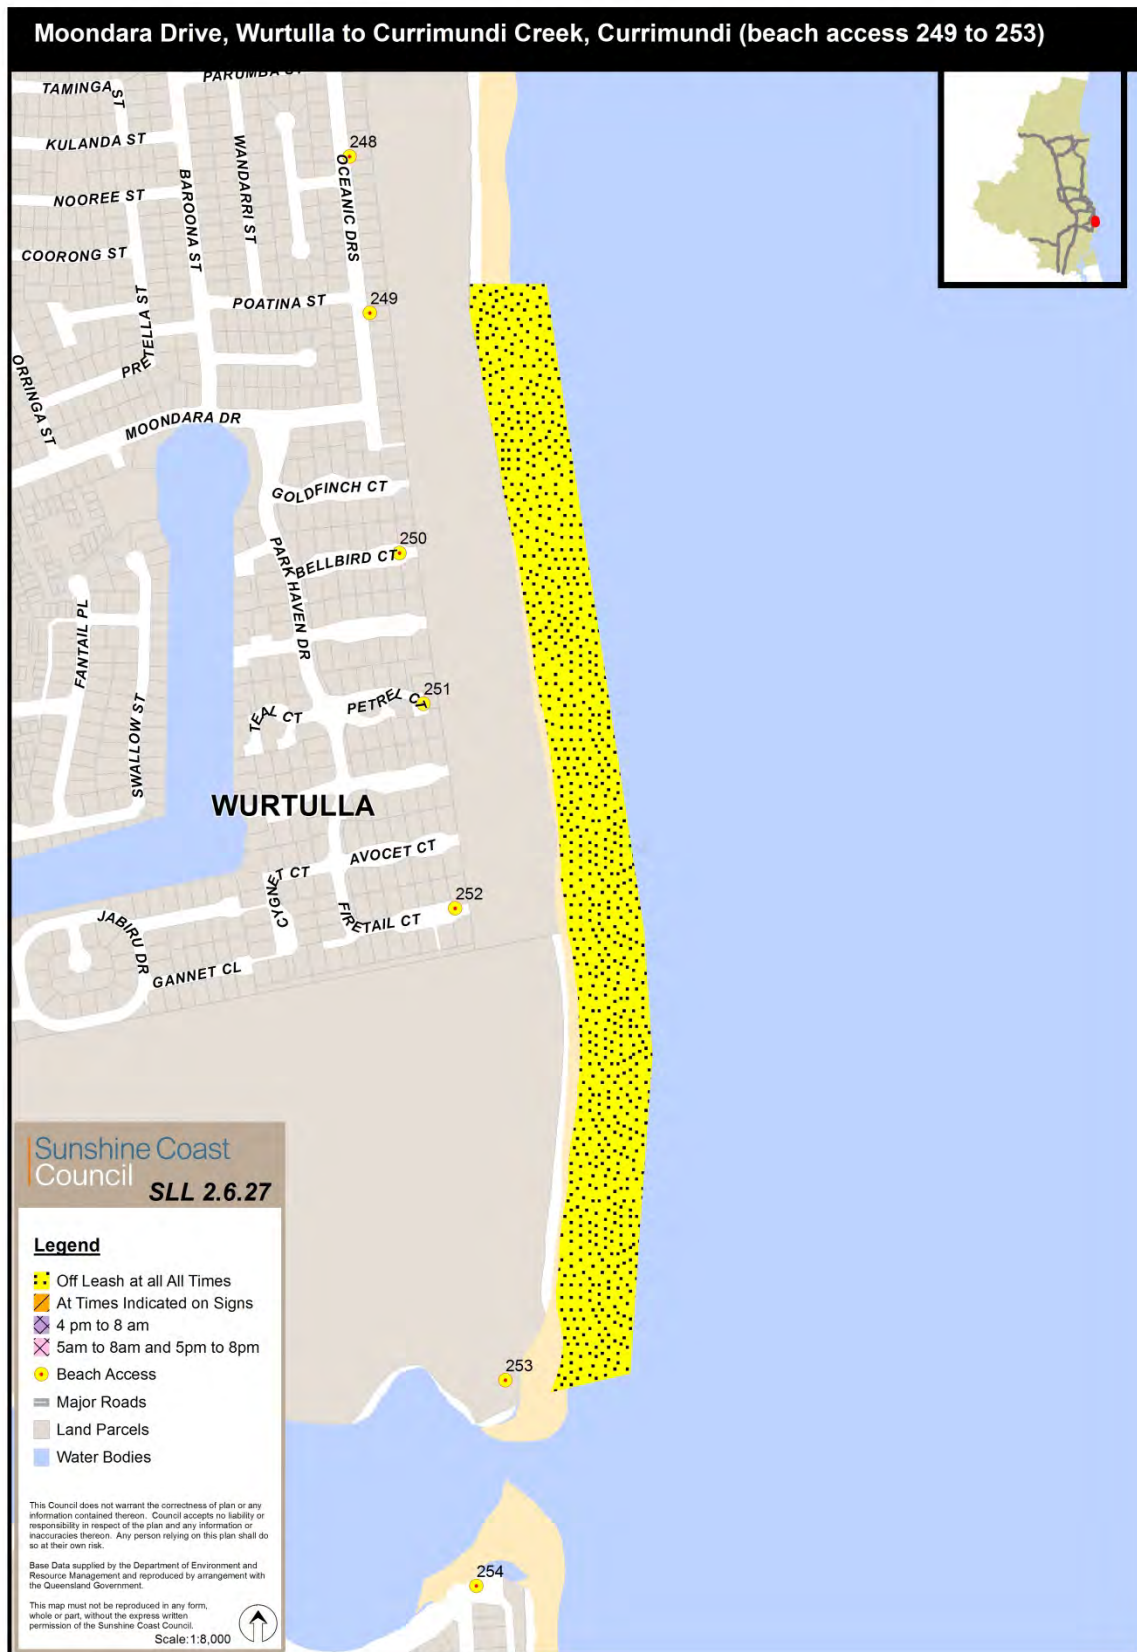 Moondara Drive, Wurtulla to Currimundi Creek, Currimundi (beach access 249 to 253)
PARUMBA ST
TAMINGA ST
KULANDA ST
248
WANDARRI ST
OCEANIC DRS
BAROONA ST
NOOREE ST
COORONG ST
249
POATINA ST
PRETELLA ST
ORRINGA ST
MOONDARA DR
GOLDFINCH CT
250
BELLBIRD CT
PARK HAVEN DR
FANTAIL PL
251
PETREL CT
TEAL CT
SWALLOW ST
WURTULLA
AVOCET CT
CYGNET CT
252
FIRETAIL CT
JABIRU DR
GANNET CL
Sunshine Coast
Council
SLL 2.6.27
Legend
Off Leash at all All Times
At Times Indicated on Signs
4 pm to 8 am
5am to 8am and 5pm to 8pm
Beach Access
Major Roads
Land Parcels
Water Bodies
253
This Council does not warrant the correctness of plan or any
information contained thereon. Council accepts no liability or
responsibility in respect of the plan and any information or
inaccuracies thereon. Any person relying on this plan shall do
so at their own risk.
Base Data supplied by the Department of Environment and
Resource Management and reproduced by arrangement with
the Queensland Government.
This map must not be reproduced in any form,
whole or part, without the express written
permission of the Sunshine Coast Council.
Scale:1:8,000
254